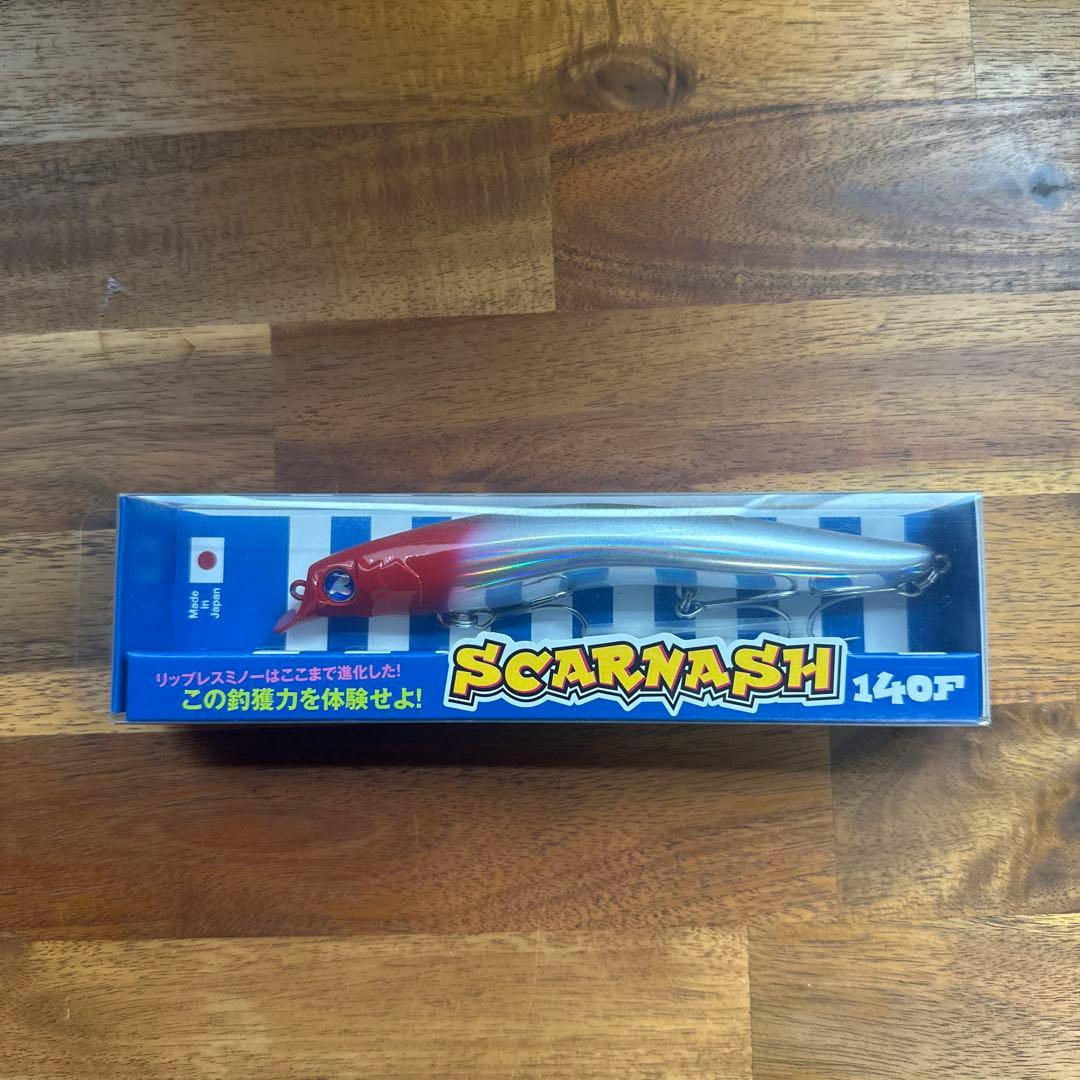 Made
in
Japan
リップレスミノーはここまで進化した!
この釣獲力を体験せよ!
SCARNASH
140F